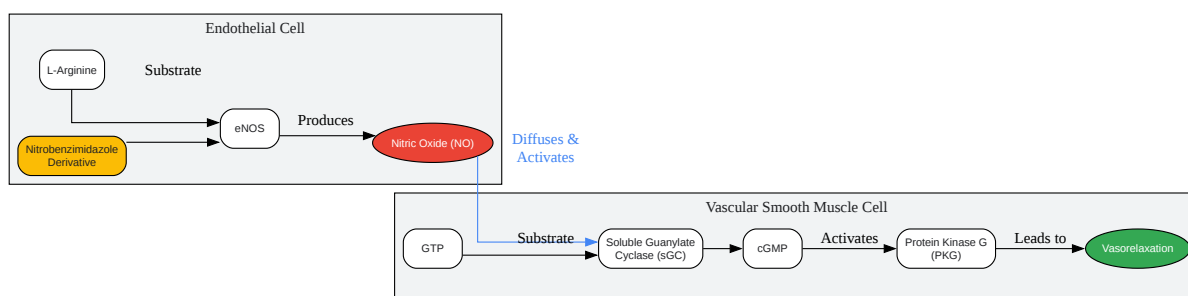 Endothelial Cell
L-Arginine
Substrate
eNOS
Produces
Nitric Oxide (NO)
Nitrobenzimidazole
Derivative
Diffuses &
Activates
Vascular Smooth Muscle Cell
GTP
Substrate
Soluble Guanylate
Cyclase (sGC)
cGMP
Activates
Protein Kinase G
(PKG)
Leads to
Vasorelaxation